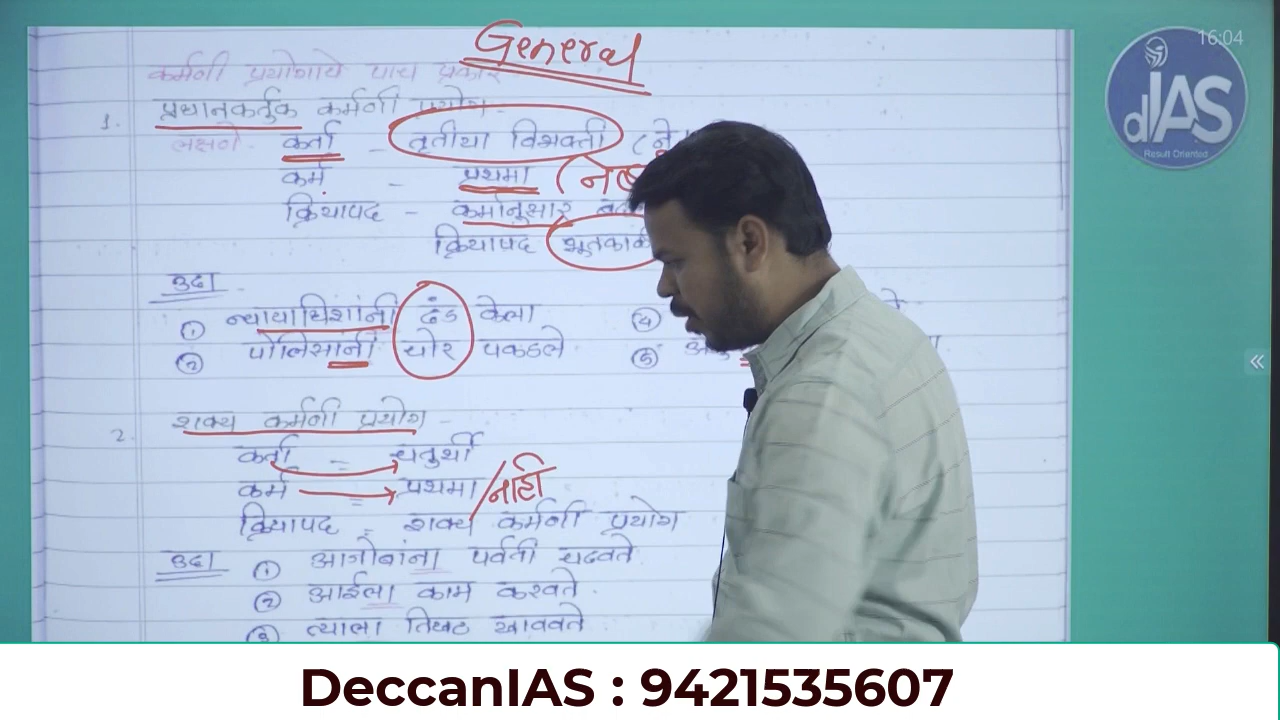 General
16:04
dIAS
Result Oriented
कर्मणी प्रयोगाचे पाच प्रकार
1. प्रधानकर्तृक कर्मणी प्रयोग -
लक्षणे - कर्ता - तृतीया विभक्ती (ने
कर्म - प्रथमा (
क्रियापद - कर्मानुसार
क्रियापद
उदा -
① न्यायाधिशांनी दंड केला ④
② पोलिसांनी चोर पकडले ⑤
2. शक्य कर्मणी प्रयोग -
कर्ता = चतुर्थी
कर्म = प्रथमा / नाही
क्रियापद = शक्य कर्मणी प्रयोग
उदा ① आजोबांना पर्वती चढवते
② आईला काम करवते.
③ त्याला तिखट खाववते
DeccanIAS : 9421535607